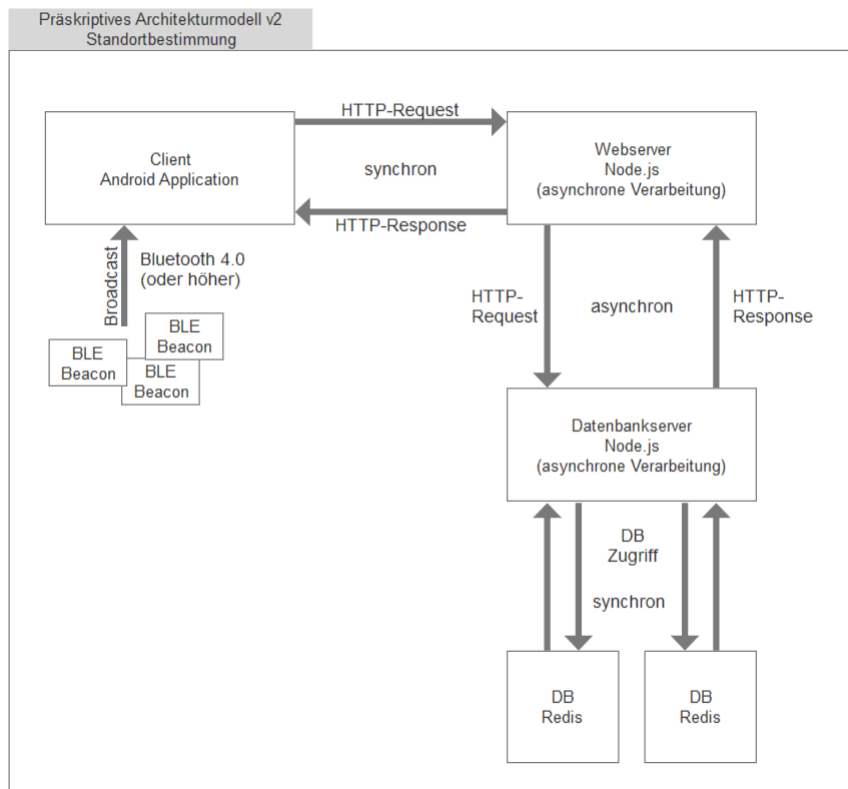 Präskriptives Architekturmodell v2
Standortbestimmung
HTTP-Request
Client
Android Application
synchron
Webserver
Node.js
(asynchrone Verarbeitung)
HTTP-Response
Broadcast
Bluetooth 4.0
(oder höher)
BLE
Beacon
BLE
Beacon
BLE
Beacon
HTTP-
Request
asynchron
HTTP-
Response
Datenbankserver
Node.js
(asynchrone Verarbeitung)
DB
Zugriff
synchron
DB
Redis
DB
Redis